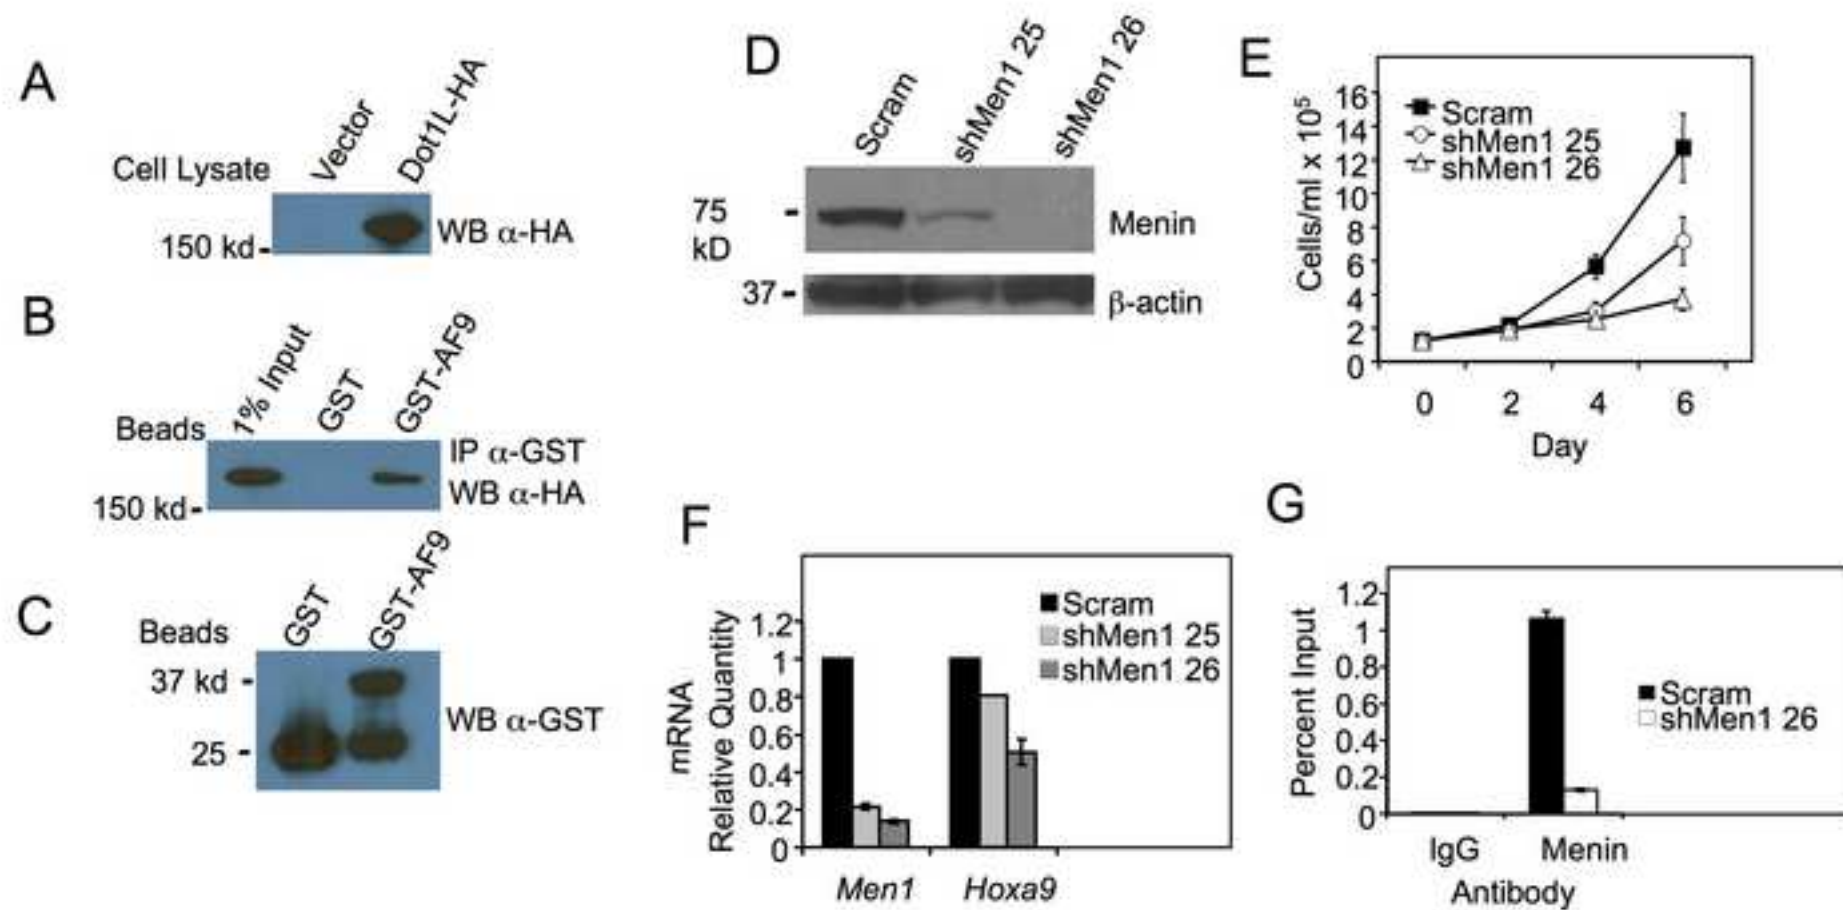 A
Vector
Dot1L-HA
Cell Lysate
150 kd
WB α-HA
B
1% Input
GST
GST-AF9
Beads
IP α-GST
WB α-HA
150 kd
C
GST
GST-AF9
Beads
37 kd
25
WB α-GST
D
Scram
shMen1 25
shMen1 26
75
kD
Menin
37
β-actin
E
Cells/ml x 10⁵
16
14
12
10
8
6
4
2
0
Scram
shMen1 25
shMen1 26
0 2 4 6
Day
F
mRNA
Relative Quantity
1.2
1
0.8
0.6
0.4
0.2
0
Scram
shMen1 25
shMen1 26
Men1 Hoxa9
G
Percent Input
1.2
1
0.8
0.6
0.4
0.2
0
Scram
shMen1 26
IgG Menin
Antibody